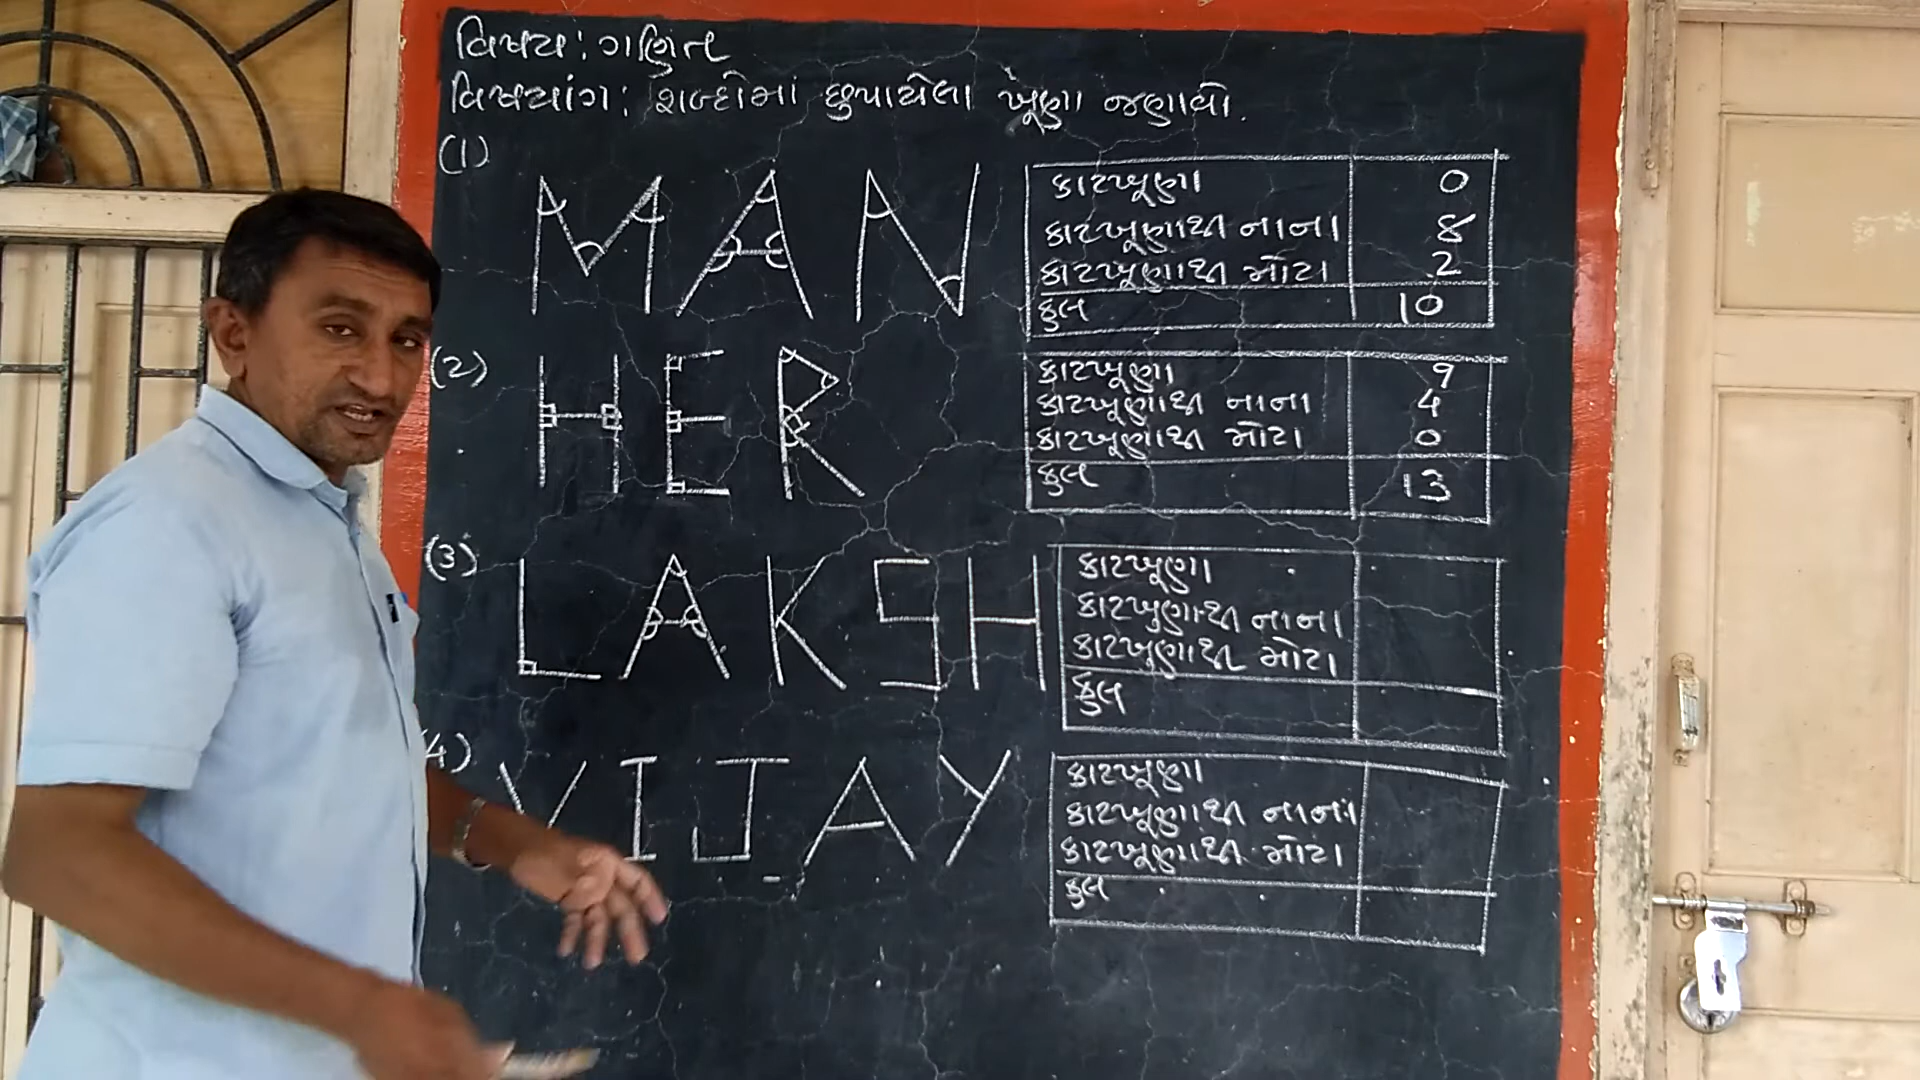 વિષય: ગણિત
વિષયાંગ: શબ્દોમાં છુપાયેલા ખૂણા જણાવો.
(1)
MAN
કાટખૂણા 0
કાટખૂણાથી નાના 8
કાટખૂણાથી મોટા 2
કુલ 10
(2)
HER
કાટખૂણા 9
કાટખૂણાથી નાના 4
કાટખૂણાથી મોટા 0
કુલ 13
(3)
LAKSH
કાટખૂણા
કાટખુણાથી નાના
કાટખૂણાથી મોટા
કુલ
(4)
VIJAY
કાટખૂણા
કાટખૂણાથી નાના
કાટખૂણાથી મોટા
કુલ